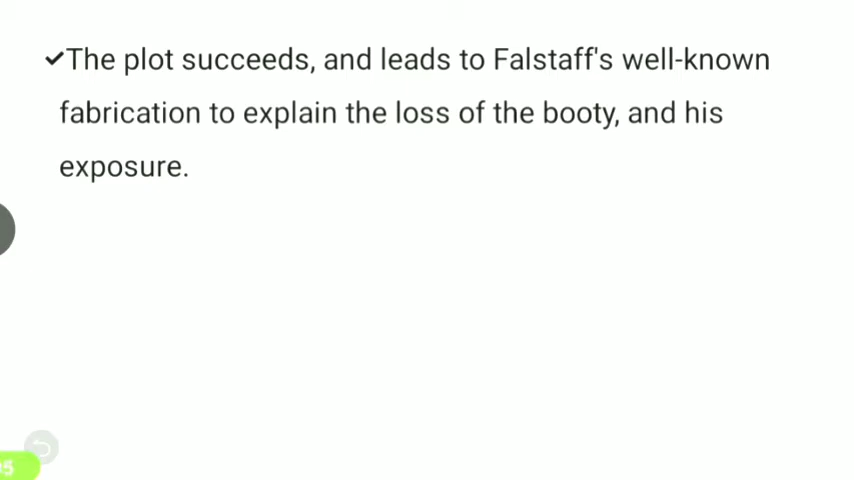 ✔The plot succeeds, and leads to Falstaff's well-known
fabrication to explain the loss of the booty, and his
exposure.